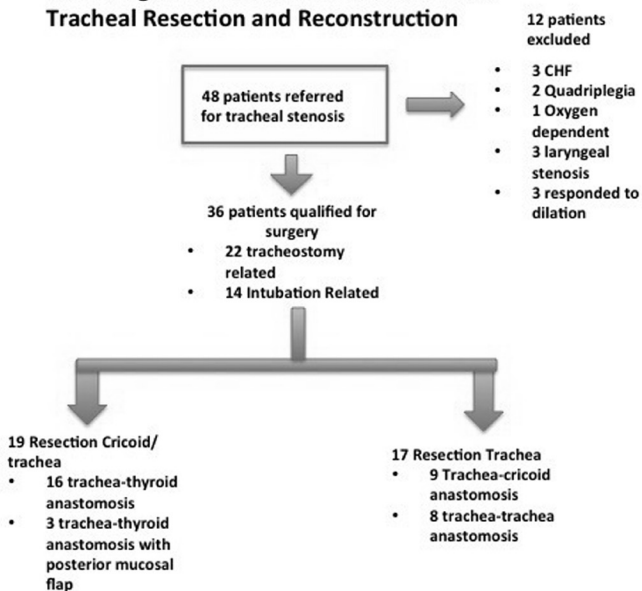 Tracheal Resection and Reconstruction
12 patients
excluded
• 3 CHF
• 2 Quadriplegia
• 1 Oxygen
dependent
• 3 laryngeal
stenosis
• 3 responded to
dilation
48 patients referred
for tracheal stenosis
36 patients qualified for
surgery
• 22 tracheostomy
related
• 14 Intubation Related
19 Resection Cricoid/
trachea
• 16 trachea-thyroid
anastomosis
• 3 trachea-thyroid
anastomosis with
posterior mucosal
flap
17 Resection Trachea
• 9 Trachea-cricoid
anastomosis
• 8 trachea-trachea
anastomosis